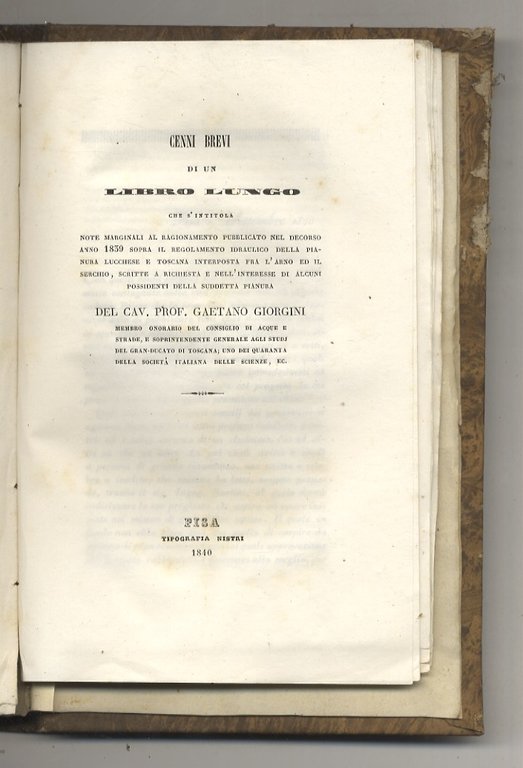 CENNI BREVI
DI UN
LIBRO LUNGO
CHE S'INTITOLA
NOTE MARGINALI AL RAGIONAMENTO PUBBLICATO NEL DECORSO
ANNO 1839 SOPRA IL REGOLAMENTO IDRAULICO DELLA PIA-
NURA LUCCHESE E TOSCANA INTERPOSTA FRA L'ARNO ED IL
SERCHIO, SCRITTE A RICHIESTA E NELL'INTERESSE DI ALCUNI
POSSIDENTI DELLA SUDDETTA PIANURA
DEL CAV. PROF. GAETANO GIORGINI
MEMBRO ONORARIO DEL CONSIGLIO DI ACQUE E
STRADE, E SOPRINTENDENTE GENERALE AGLI STUDJ
DEL GRAN-DUCATO DI TOSCANA; UNO DEI QUARANTA
DELLA SOCIETÀ ITALIANA DELLE SCIENZE, EC.
PISA
TIPOGRAFIA NISTRI
1840